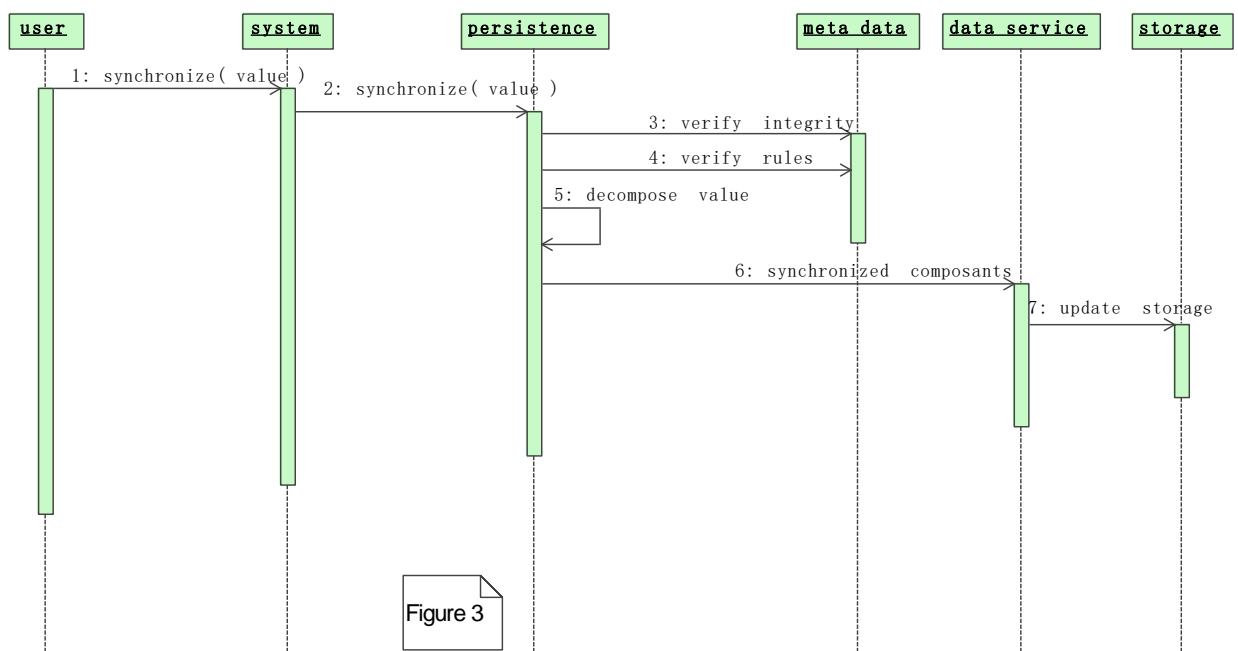 user
system
persistence
meta data
data service
storage
1: synchronize( value )
2: synchronize( value )
3: verify integrity
4: verify rules
5: decompose value
6: synchronized composants
7: update storage
Figure 3